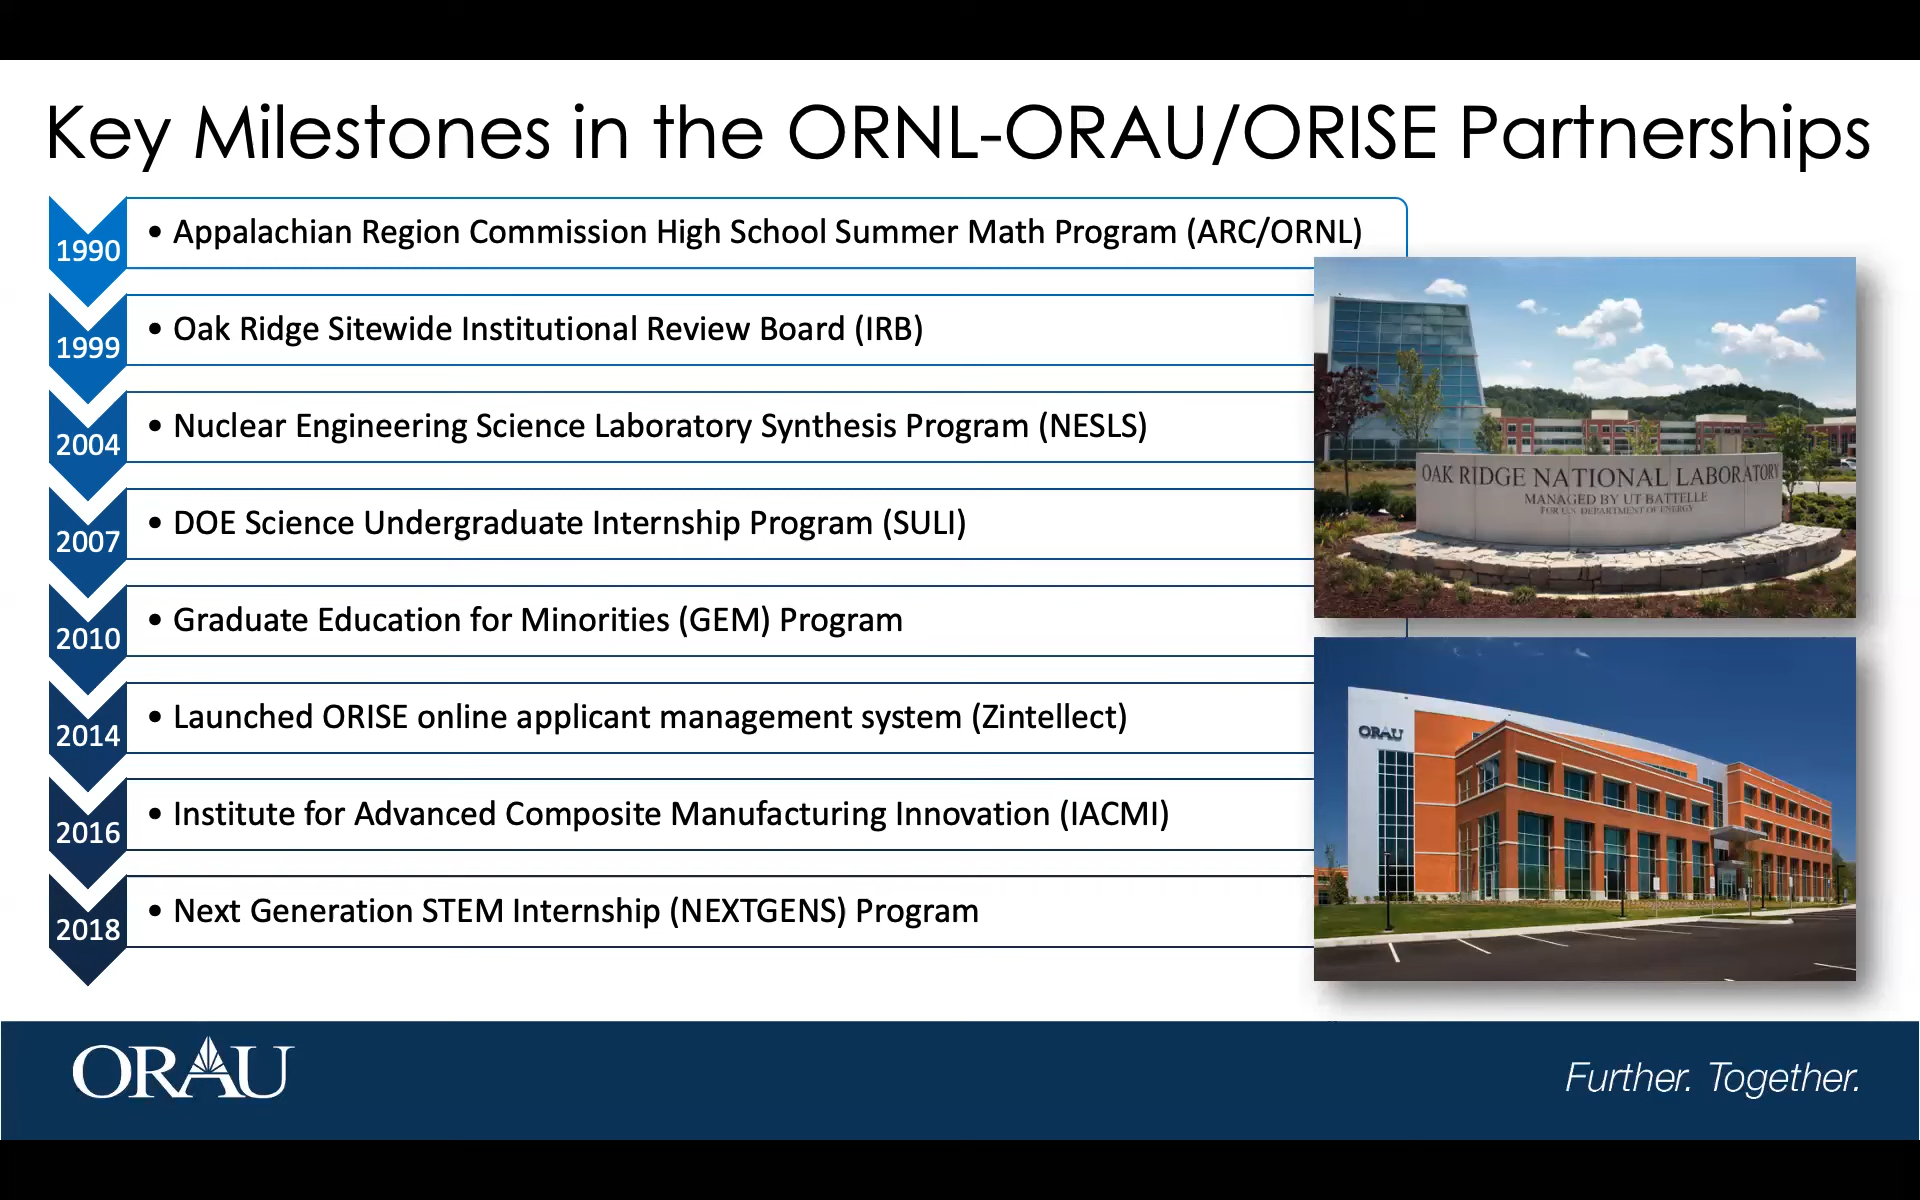 Key Milestones in the ORNL-ORAU/ORISE Partnerships
1990
• Appalachian Region Commission High School Summer Math Program (ARC/ORNL)
1999
• Oak Ridge Sitewide Institutional Review Board (IRB)
2004
• Nuclear Engineering Science Laboratory Synthesis Program (NESLS)
2007
• DOE Science Undergraduate Internship Program (SULI)
2010
• Graduate Education for Minorities (GEM) Program
2014
• Launched ORISE online applicant management system (Zintellect)
2016
• Institute for Advanced Composite Manufacturing Innovation (IACMI)
2018
• Next Generation STEM Internship (NEXTGENS) Program
OAK RIDGE NATIONAL LABORATORY
MANAGED BY UT BATTELLE
FOR U.S. DEPARTMENT OF ENERGY
ORAU
ORAU
Further. Together.